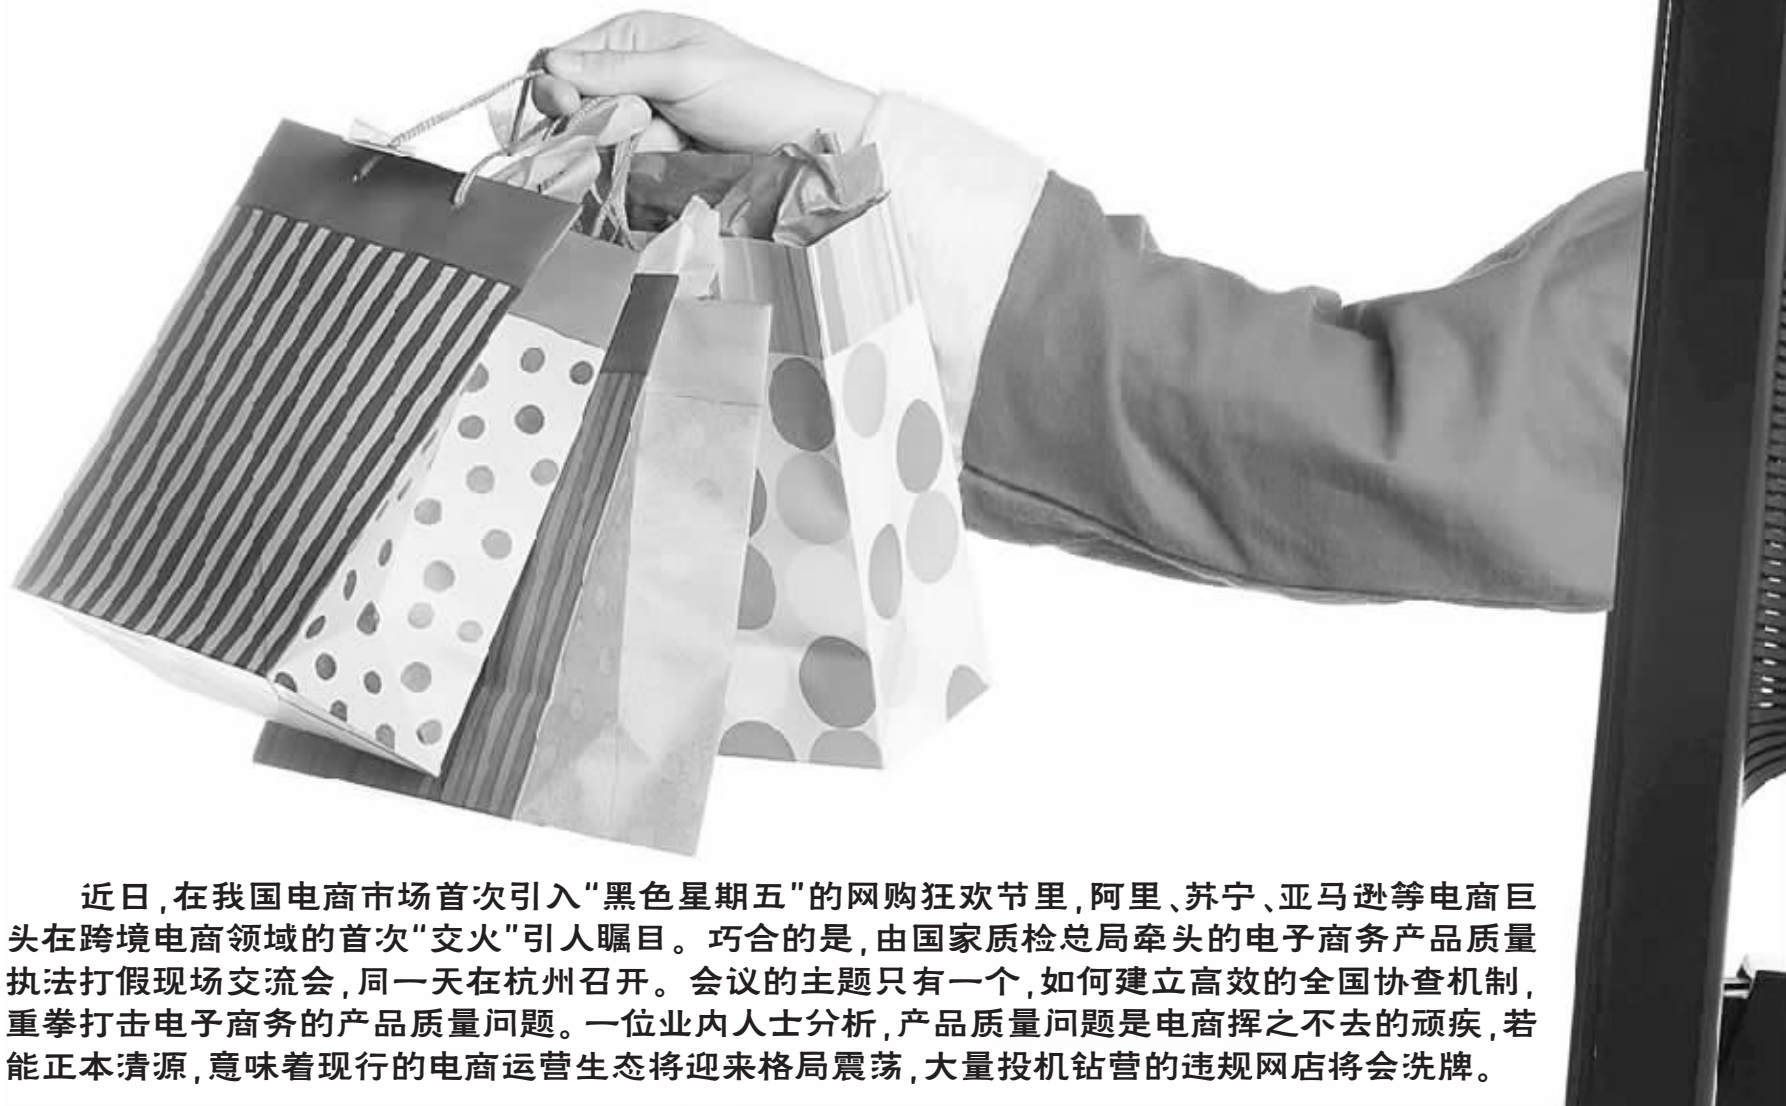 近日,在我国电商市场首次引入“黑色星期五”的网购狂欢节里,阿里、苏宁、亚马逊等电商巨
头在跨境电商领域的首次“交火”引人瞩目。巧合的是,由国家质检总局牵头的电子商务产品质量
执法打假现场交流会,同一天在杭州召开。会议的主题只有一个,如何建立高效的全国协查机制,
重拳打击电子商务的产品质量问题。一位业内人士分析,产品质量问题是电商挥之不去的顽疾,若
能正本清源,意味着现行的电商运营生态将迎来格局震荡,大量投机钻营的违规网店将会洗牌。